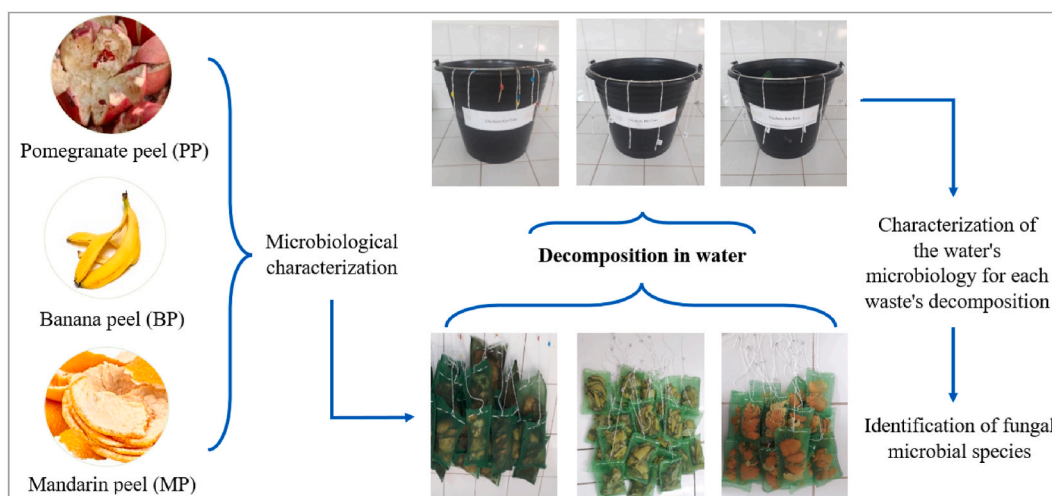 Pomegranate peel (PP)
Banana peel (BP)
Mandarin peel (MP)
Microbiological
characterization
Decomposition in water
Characterization of
the water's
microbiology for each
waste's decomposition
Identification of fungal
microbial species